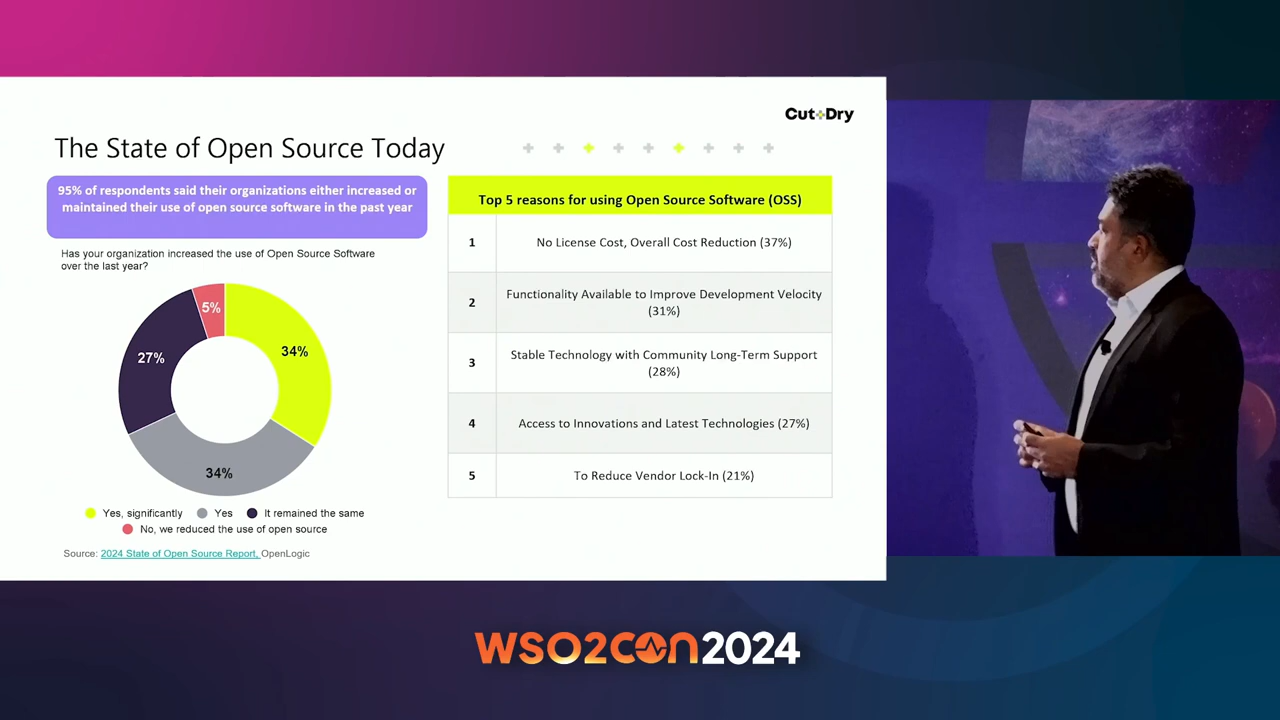 Cut+Dry
The State of Open Source Today
95% of respondents said their organizations either increased or
maintained their use of open source software in the past year
Has your organization increased the use of Open Source Software
over the last year?
5%
34%
27%
34%
Yes, significantly
Yes
It remained the same
No, we reduced the use of open source
Source: 2024 State of Open Source Report, OpenLogic
Top 5 reasons for using Open Source Software (OSS)
1 No License Cost, Overall Cost Reduction (37%)
2 Functionality Available to Improve Development Velocity
(31%)
3 Stable Technology with Community Long-Term Support
(28%)
4 Access to Innovations and Latest Technologies (27%)
5 To Reduce Vendor Lock-In (21%)
WSO2CON2024